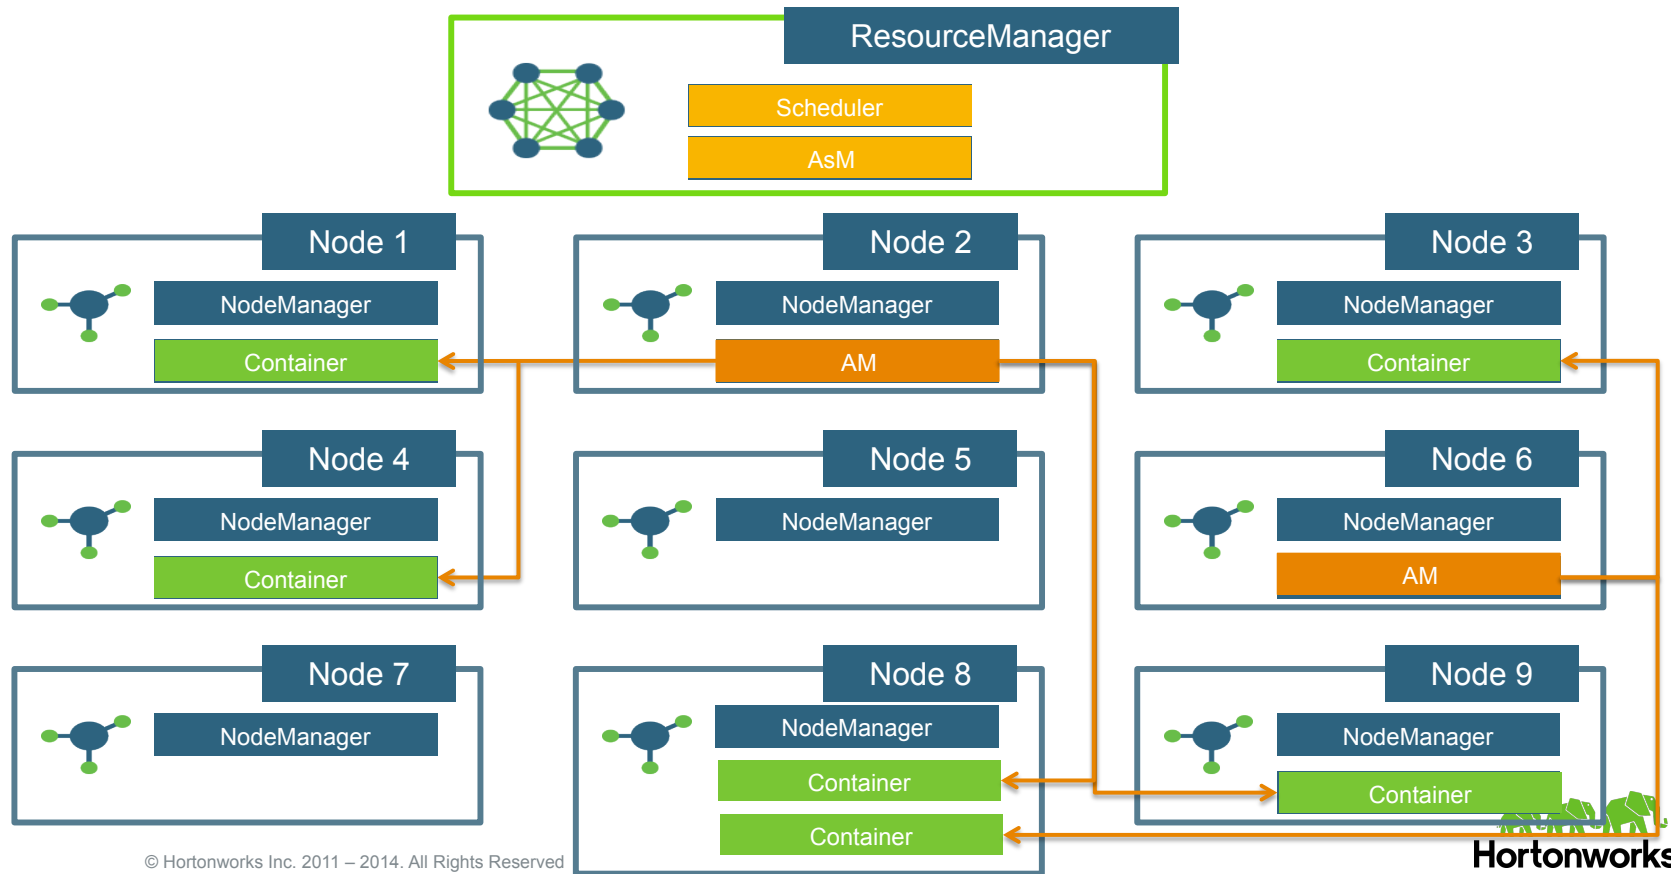 ResourceManager
Scheduler
AsM
Node 1
NodeManager
Container
Node 2
NodeManager
AM
Node 3
NodeManager
Container
Node 4
NodeManager
Container
Node 5
NodeManager
Node 6
NodeManager
AM
Node 7
NodeManager
Node 8
NodeManager
Container
Container
Node 9
NodeManager
Container
© Hortonworks Inc. 2011 – 2014. All Rights Reserved
Hortonworks